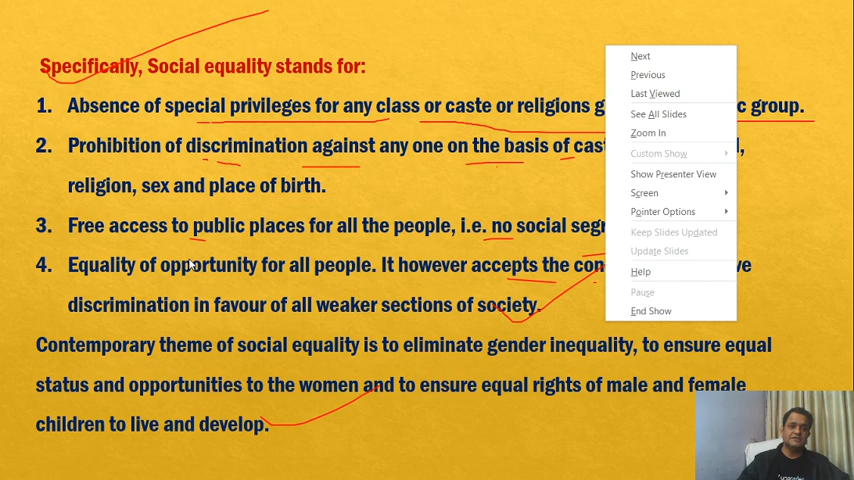 Specifically, Social equality stands for:
1. Absence of special privileges for any class or caste or religions g c group.
2. Prohibition of discrimination against any one on the basis of cas ,
religion, sex and place of birth.
3. Free access to public places for all the people, i.e. no social seg
4. Equality of opportunity for all people. It however accepts the con ve
discrimination in favour of all weaker sections of society.
Contemporary theme of social equality is to eliminate gender inequality, to ensure equal
status and opportunities to the women and to ensure equal rights of male and female
children to live and develop.
Next
Previous
Last Viewed
See All Slides
Zoom In
Custom Show
Show Presenter View
Screen
Pointer Options
Keep Slides Updated
Update Slides
Help
Pause
End Show